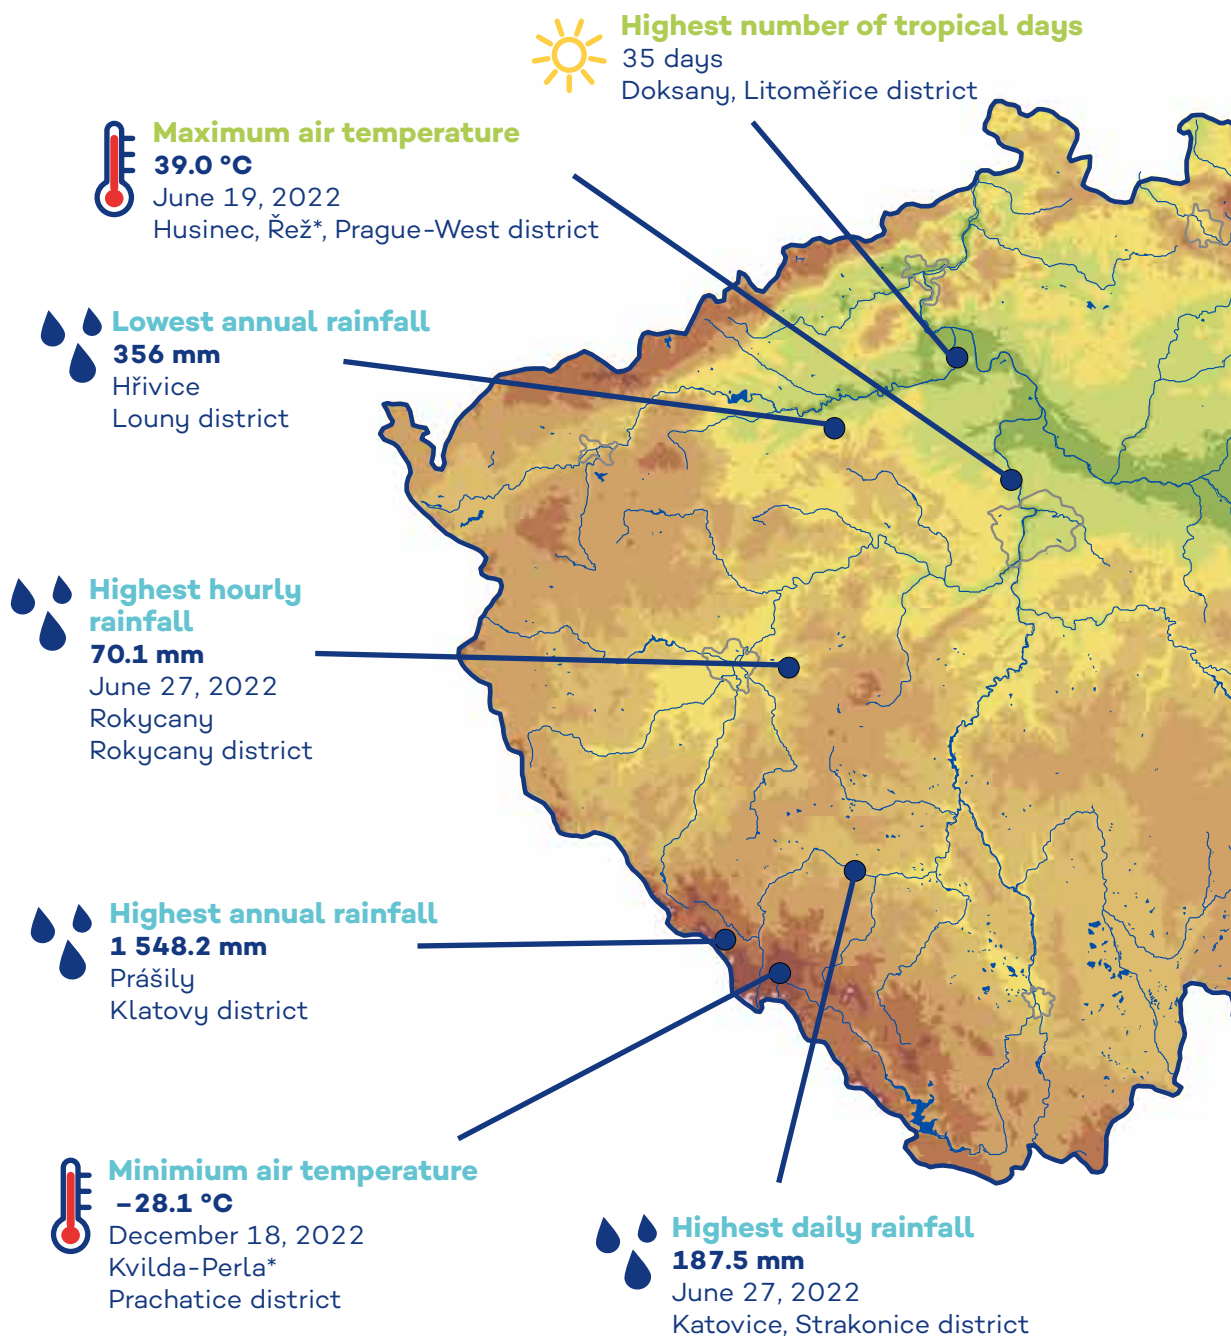 Highest number of tropical days
35 days
Doksany, Litoměřice district
Maximum air temperature
39.0 °C
June 19, 2022
Husinec, Řež*, Prague-West district
Lowest annual rainfall
356 mm
Hřivice
Louny district
Highest hourly
rainfall
70.1 mm
June 27, 2022
Rokycany
Rokycany district
Highest annual rainfall
1 548.2 mm
Prášily
Klatovy district
Minimium air temperature
–28.1 °C
December 18, 2022
Kvilda-Perla*
Prachatice district
Highest daily rainfall
187.5 mm
June 27, 2022
Katovice, Strakonice district